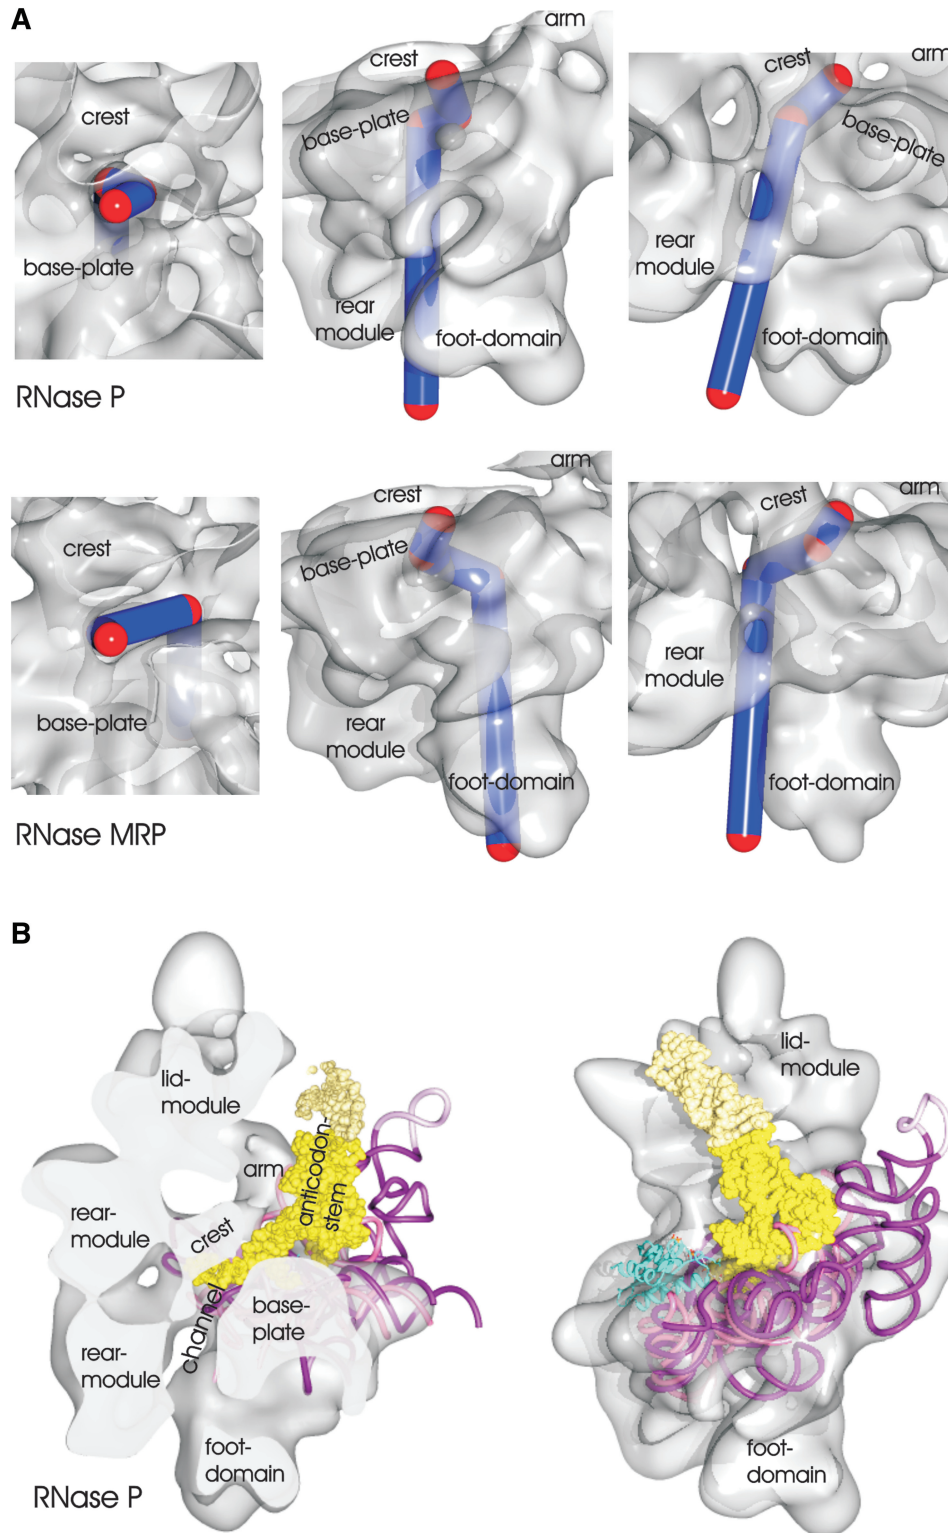 A
crest
base-plate
arm
crest
base-plate
rear
module
foot-domain
arm
crest
base-plate
rear
module
foot-domain
RNase P
crest
base-plate
arm
crest
base-plate
rear
module
foot-domain
arm
crest
rear
module
foot-domain
RNase MRP
B
lid-
module
arm
anticodon-
stem
rear-
module
crest
channel
base-
plate
rear-
module
foot-
domain
lid-
module
foot-
domain
RNase P